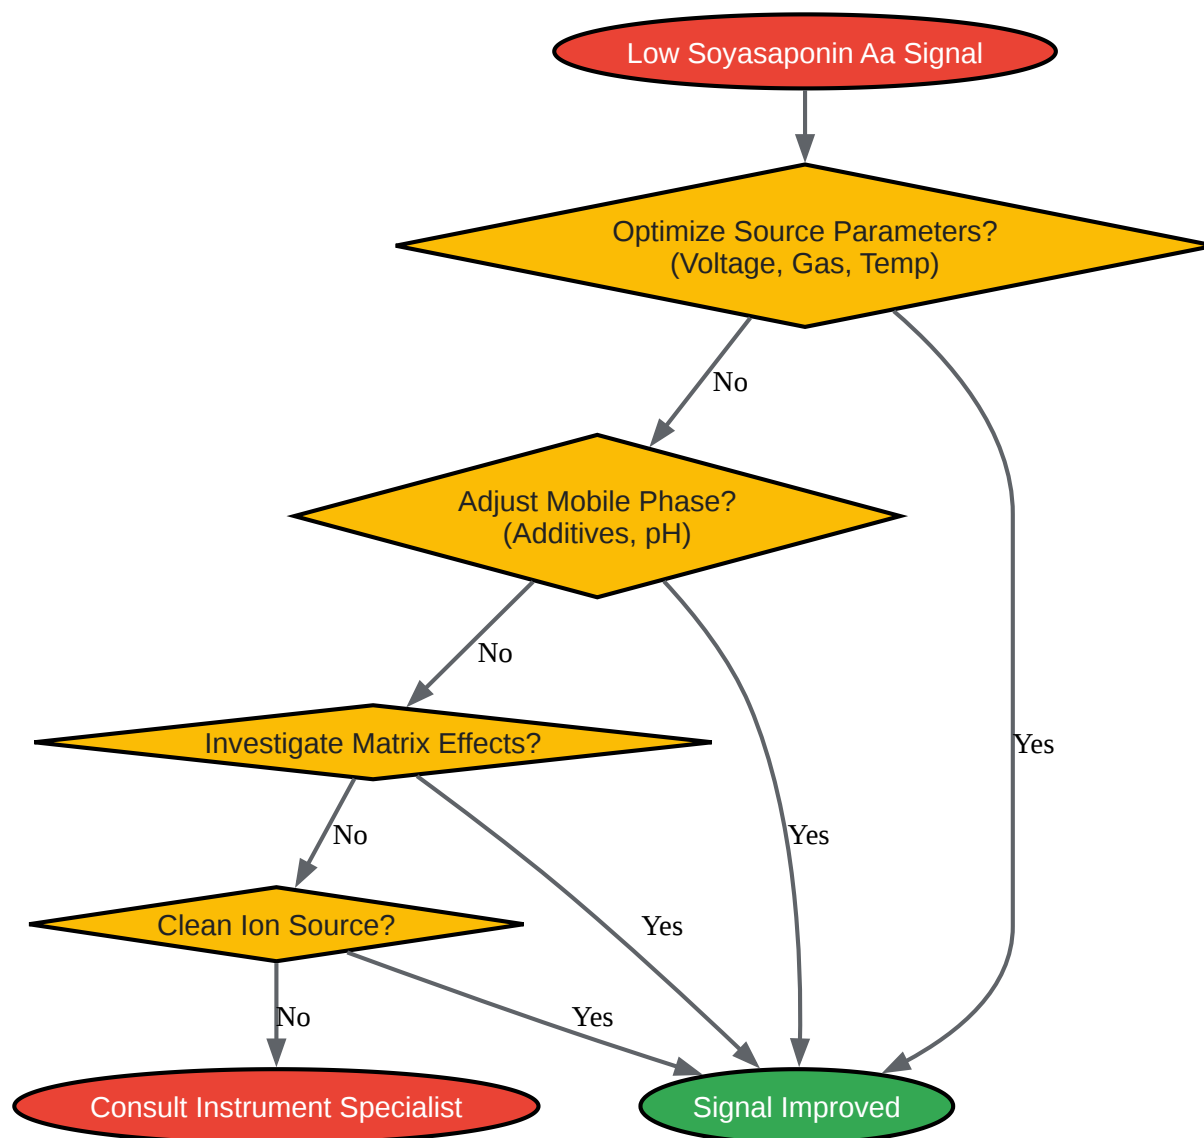 Low Soyasaponin Aa Signal
Optimize Source Parameters?
(Voltage, Gas, Temp)
No
Adjust Mobile Phase?
(Additives, pH)
No
Investigate Matrix Effects?
Yes
No
Yes
Clean Ion Source?
Yes
No
Yes
Consult Instrument Specialist
Signal Improved